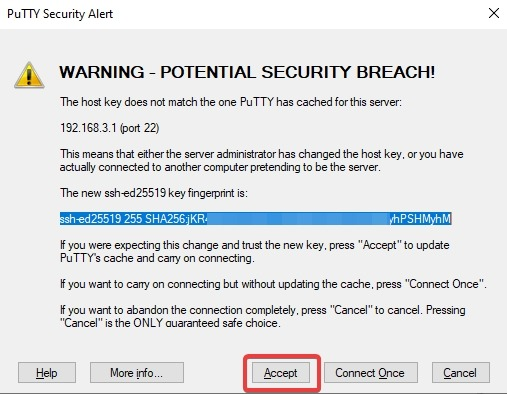 PuTTY Security Alert
WARNING - POTENTIAL SECURITY BREACH!
The host key does not match the one PuTTY has cached for this server:
192.168.3.1 (port 22)
This means that either the server administrator has changed the host key, or you have
actually connected to another computer pretending to be the server.
The new ssh-ed25519 key fingerprint is:
ssh-ed25519 255 SHA256:jKR yhPSHMyhM
If you were expecting this change and trust the new key, press "Accept" to update
PuTTY's cache and carry on connecting.
If you want to carry on connecting but without updating the cache, press "Connect Once".
If you want to abandon the connection completely, press "Cancel" to cancel. Pressing
"Cancel" is the ONLY guaranteed safe choice.
Help More info... Accept Connect Once Cancel